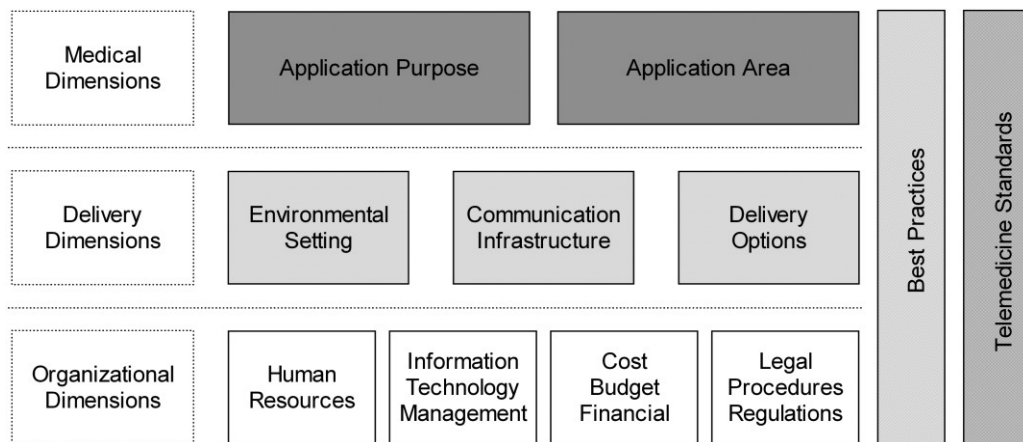 Medical
Dimensions
Application Purpose
Application Area
Delivery
Dimensions
Environmental
Setting
Communication
Infrastructure
Delivery
Options
Organizational
Dimensions
Human
Resources
Information
Technology
Management
Cost
Budget
Financial
Legal
Procedures
Regulations
Best Practices
Telemedicine Standards